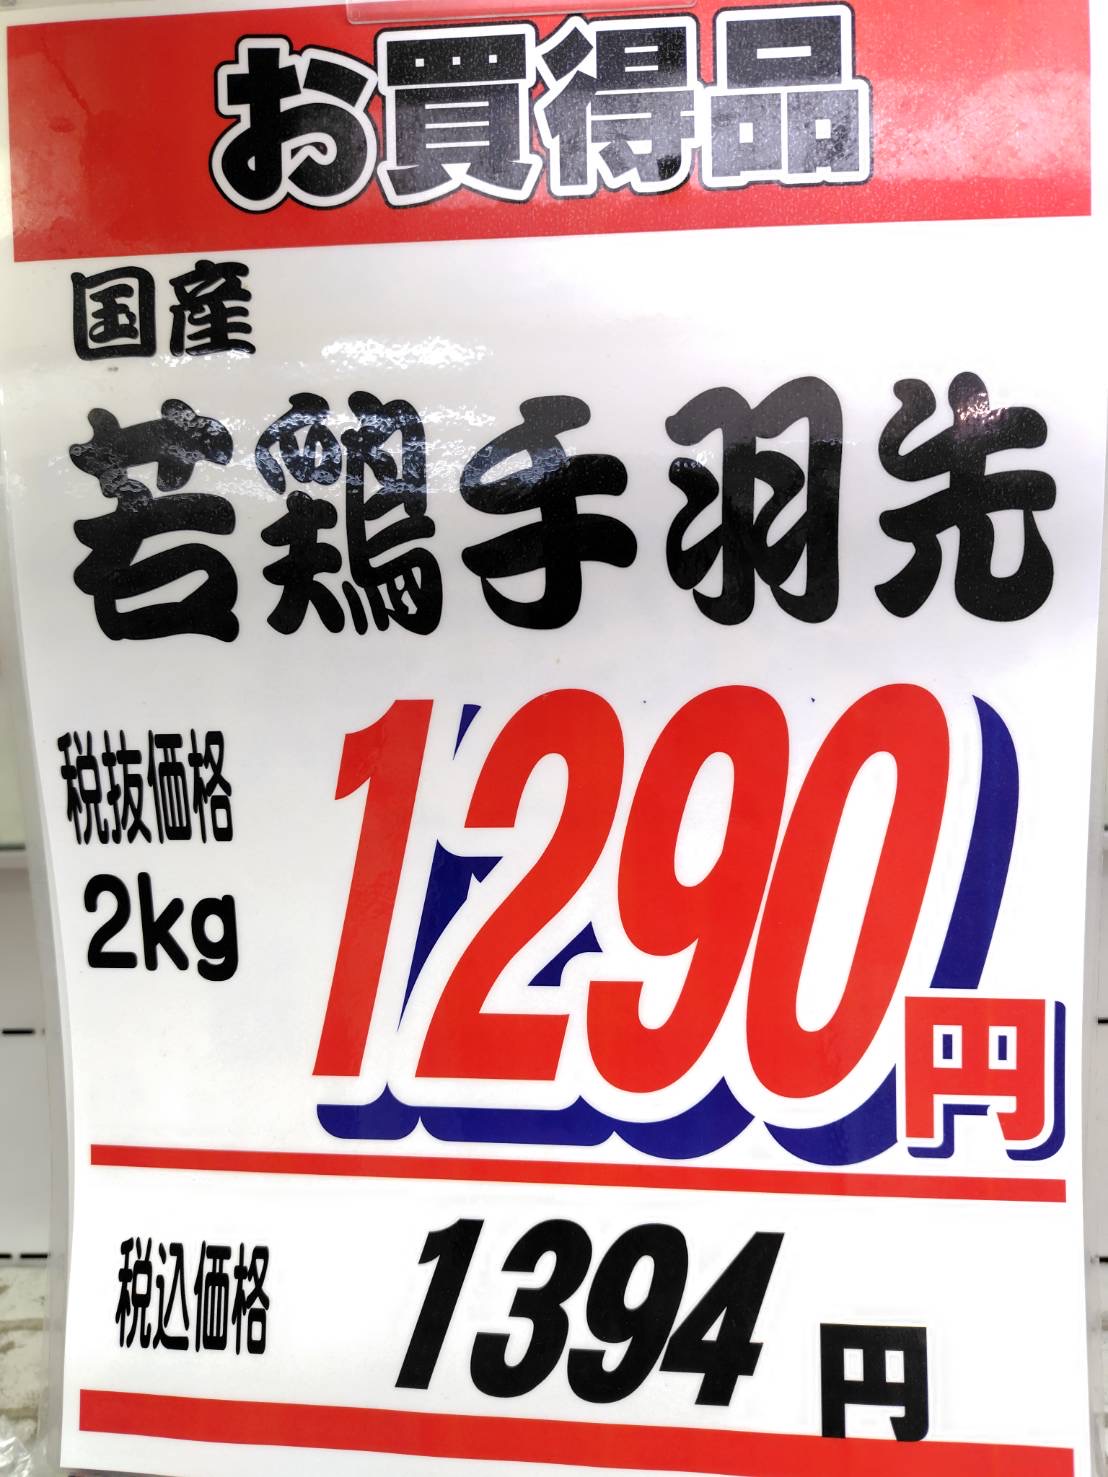 お買得品
国産
若鶏手羽先
税抜価格
2kg
1290円
税込価格
1394円